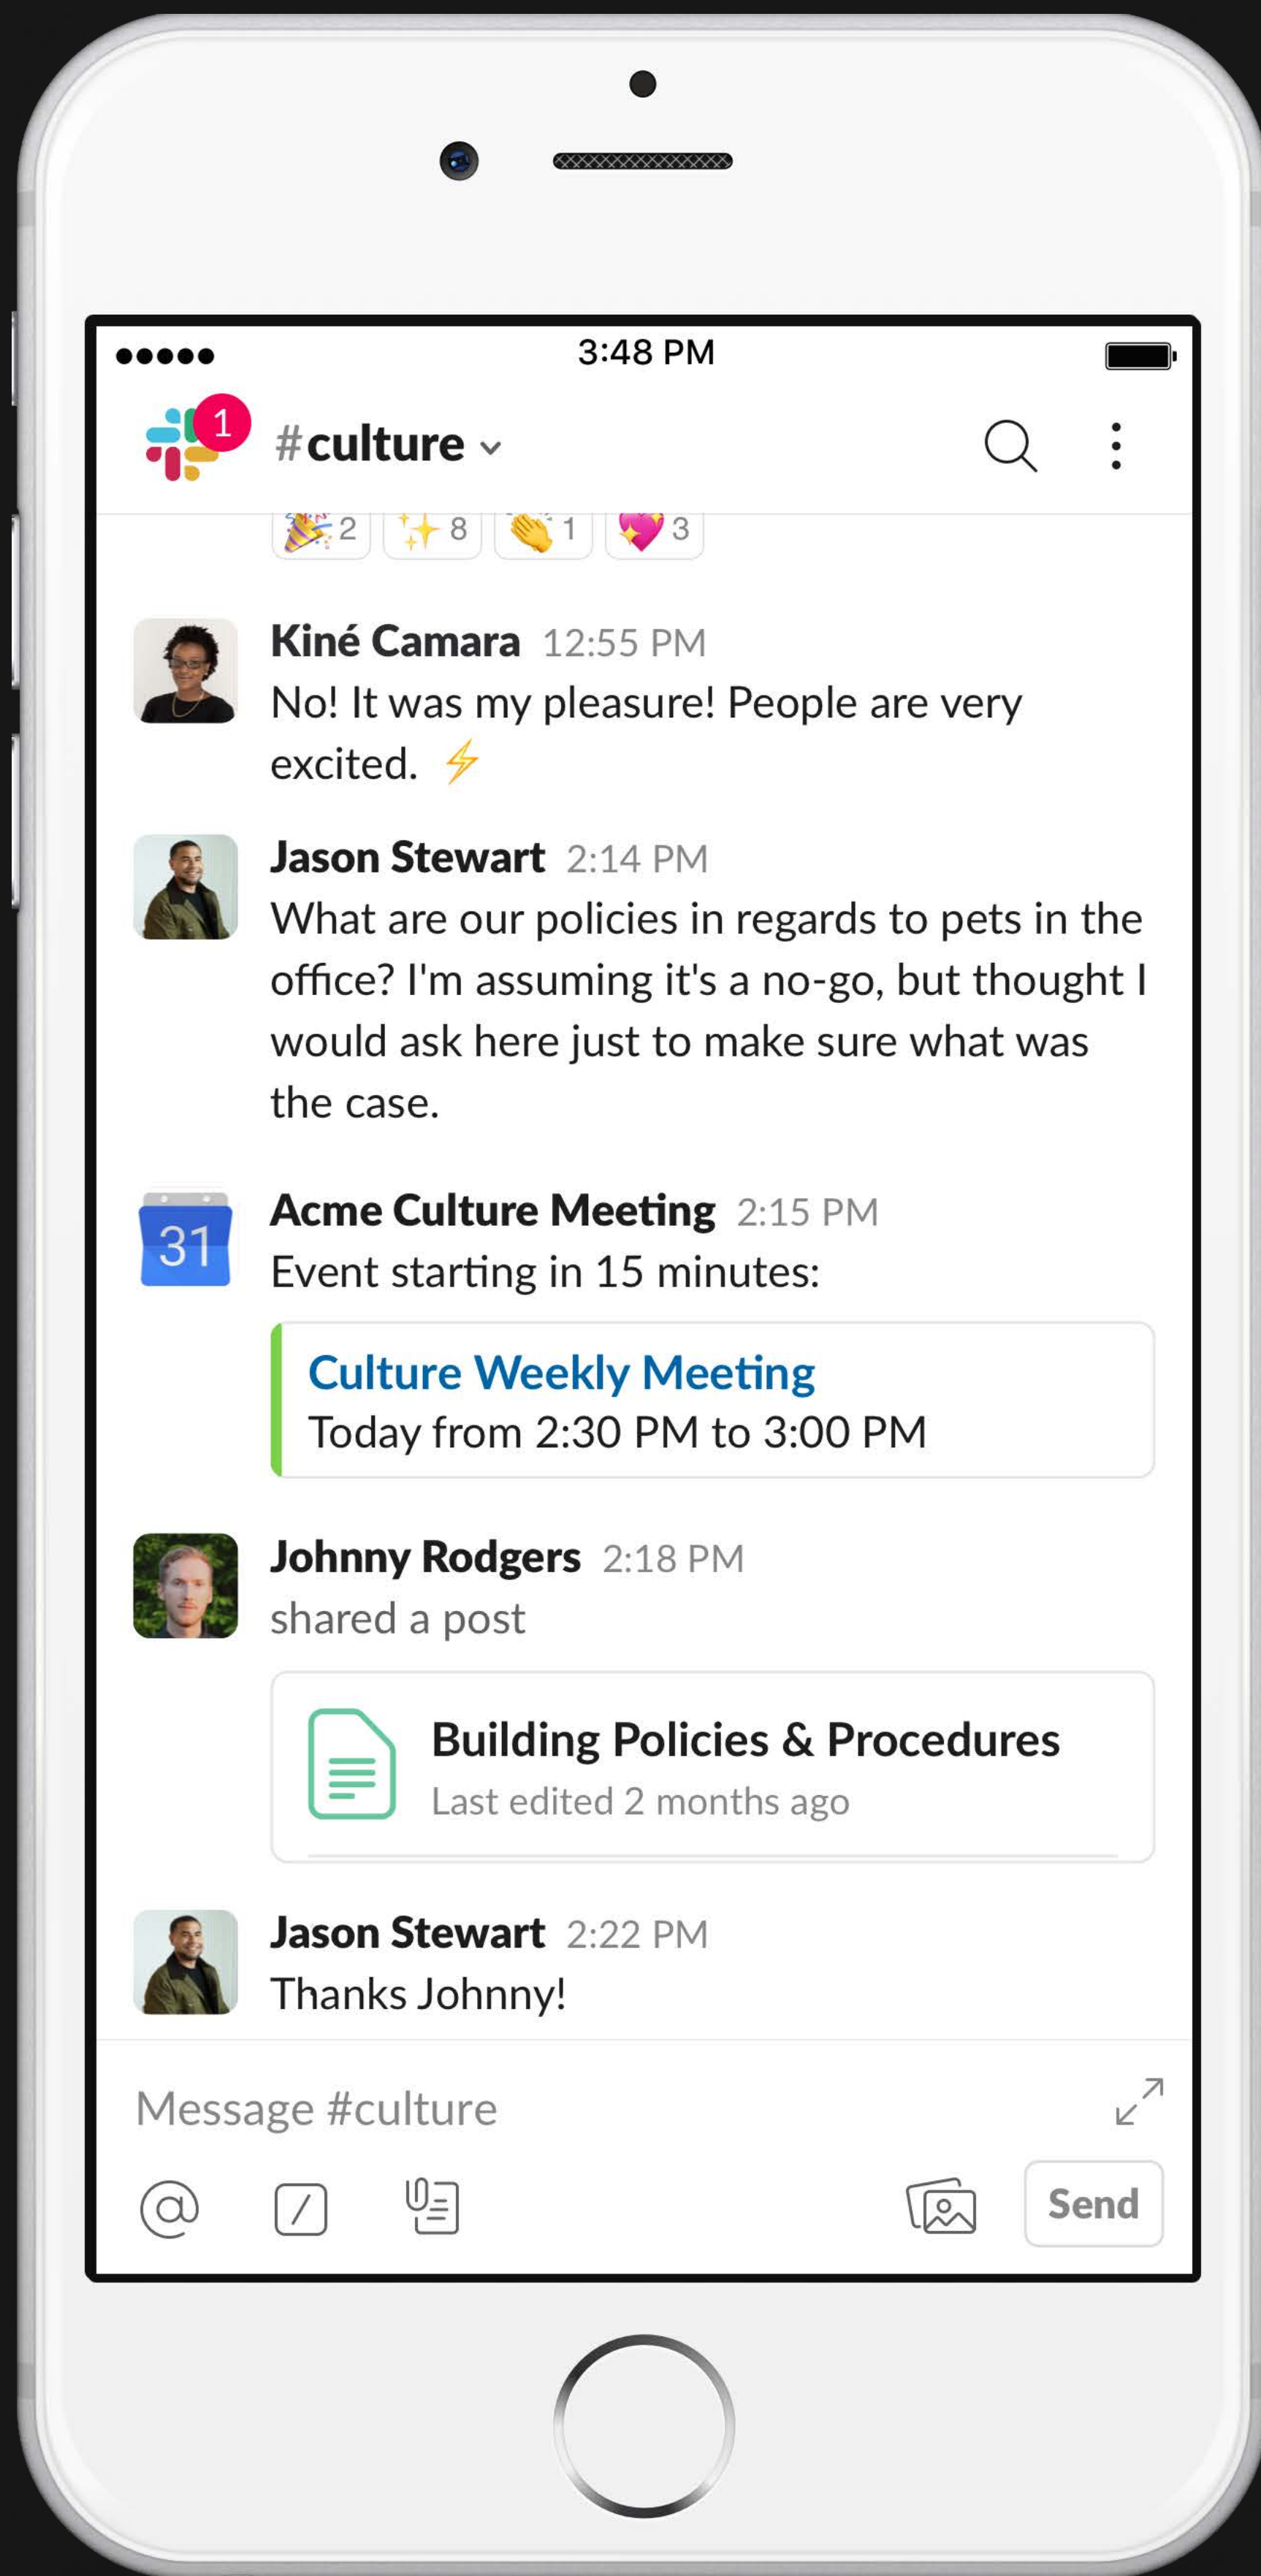 3:48 PM
1
#culture
🎉 2 ✨ 8 👏 1 💖 3
Kiné Camara 12:55 PM
No! It was my pleasure! People are very
excited. ⚡
Jason Stewart 2:14 PM
What are our policies in regards to pets in the
office? I'm assuming it's a no-go, but thought I
would ask here just to make sure what was
the case.
31
Acme Culture Meeting 2:15 PM
Event starting in 15 minutes:
Culture Weekly Meeting
Today from 2:30 PM to 3:00 PM
Johnny Rodgers 2:18 PM
shared a post
Building Policies & Procedures
Last edited 2 months ago
Jason Stewart 2:22 PM
Thanks Johnny!
Message #culture
@
Send